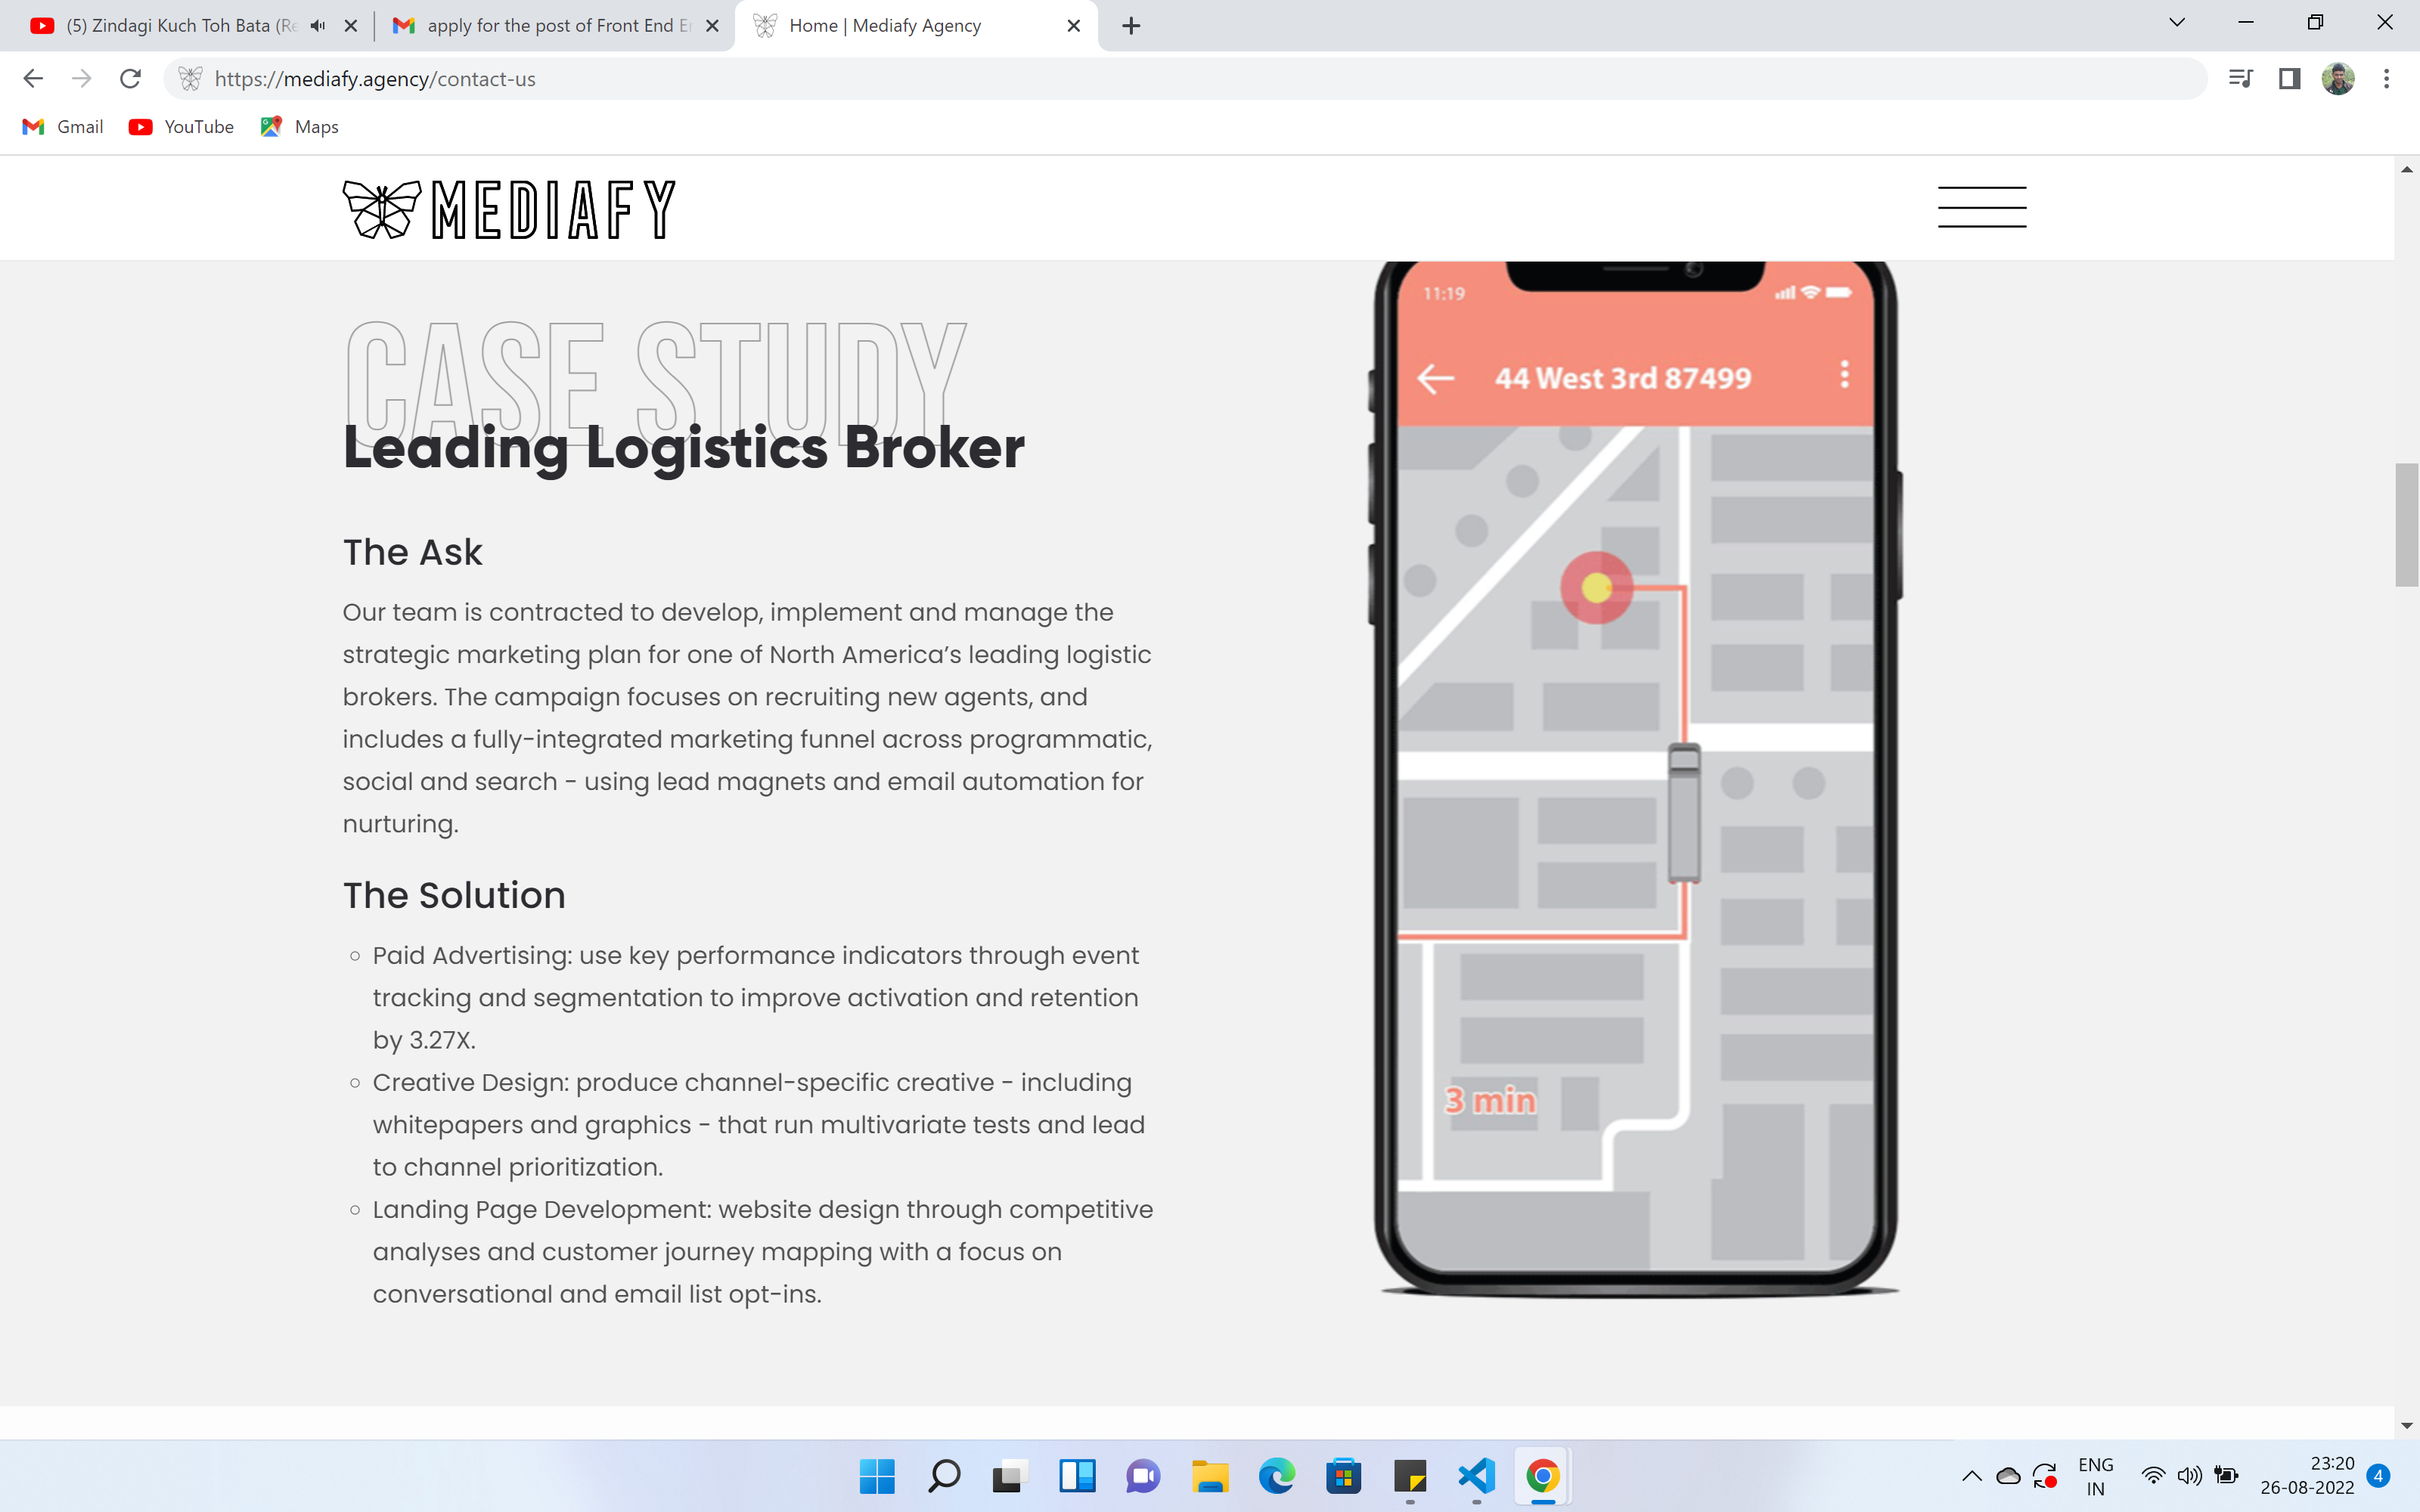 (5) Zindagi Kuch Toh Bata (Re
apply for the post of Front End En
Home | Mediafy Agency
https://mediafy.agency/contact-us
Gmail
YouTube
Maps
MEDIAFY
CASE STUDY
Leading Logistics Broker
The Ask
Our team is contracted to develop, implement and manage the
strategic marketing plan for one of North America’s leading logistic
brokers. The campaign focuses on recruiting new agents, and
includes a fully-integrated marketing funnel across programmatic,
social and search - using lead magnets and email automation for
nurturing.
The Solution
Paid Advertising: use key performance indicators through event
tracking and segmentation to improve activation and retention
by 3.27X.
Creative Design: produce channel-specific creative - including
whitepapers and graphics - that run multivariate tests and lead
to channel prioritization.
Landing Page Development: website design through competitive
analyses and customer journey mapping with a focus on
conversational and email list opt-ins.
11:19
44 West 3rd 87499
3 min
ENG
IN
23:20
26-08-2022
4